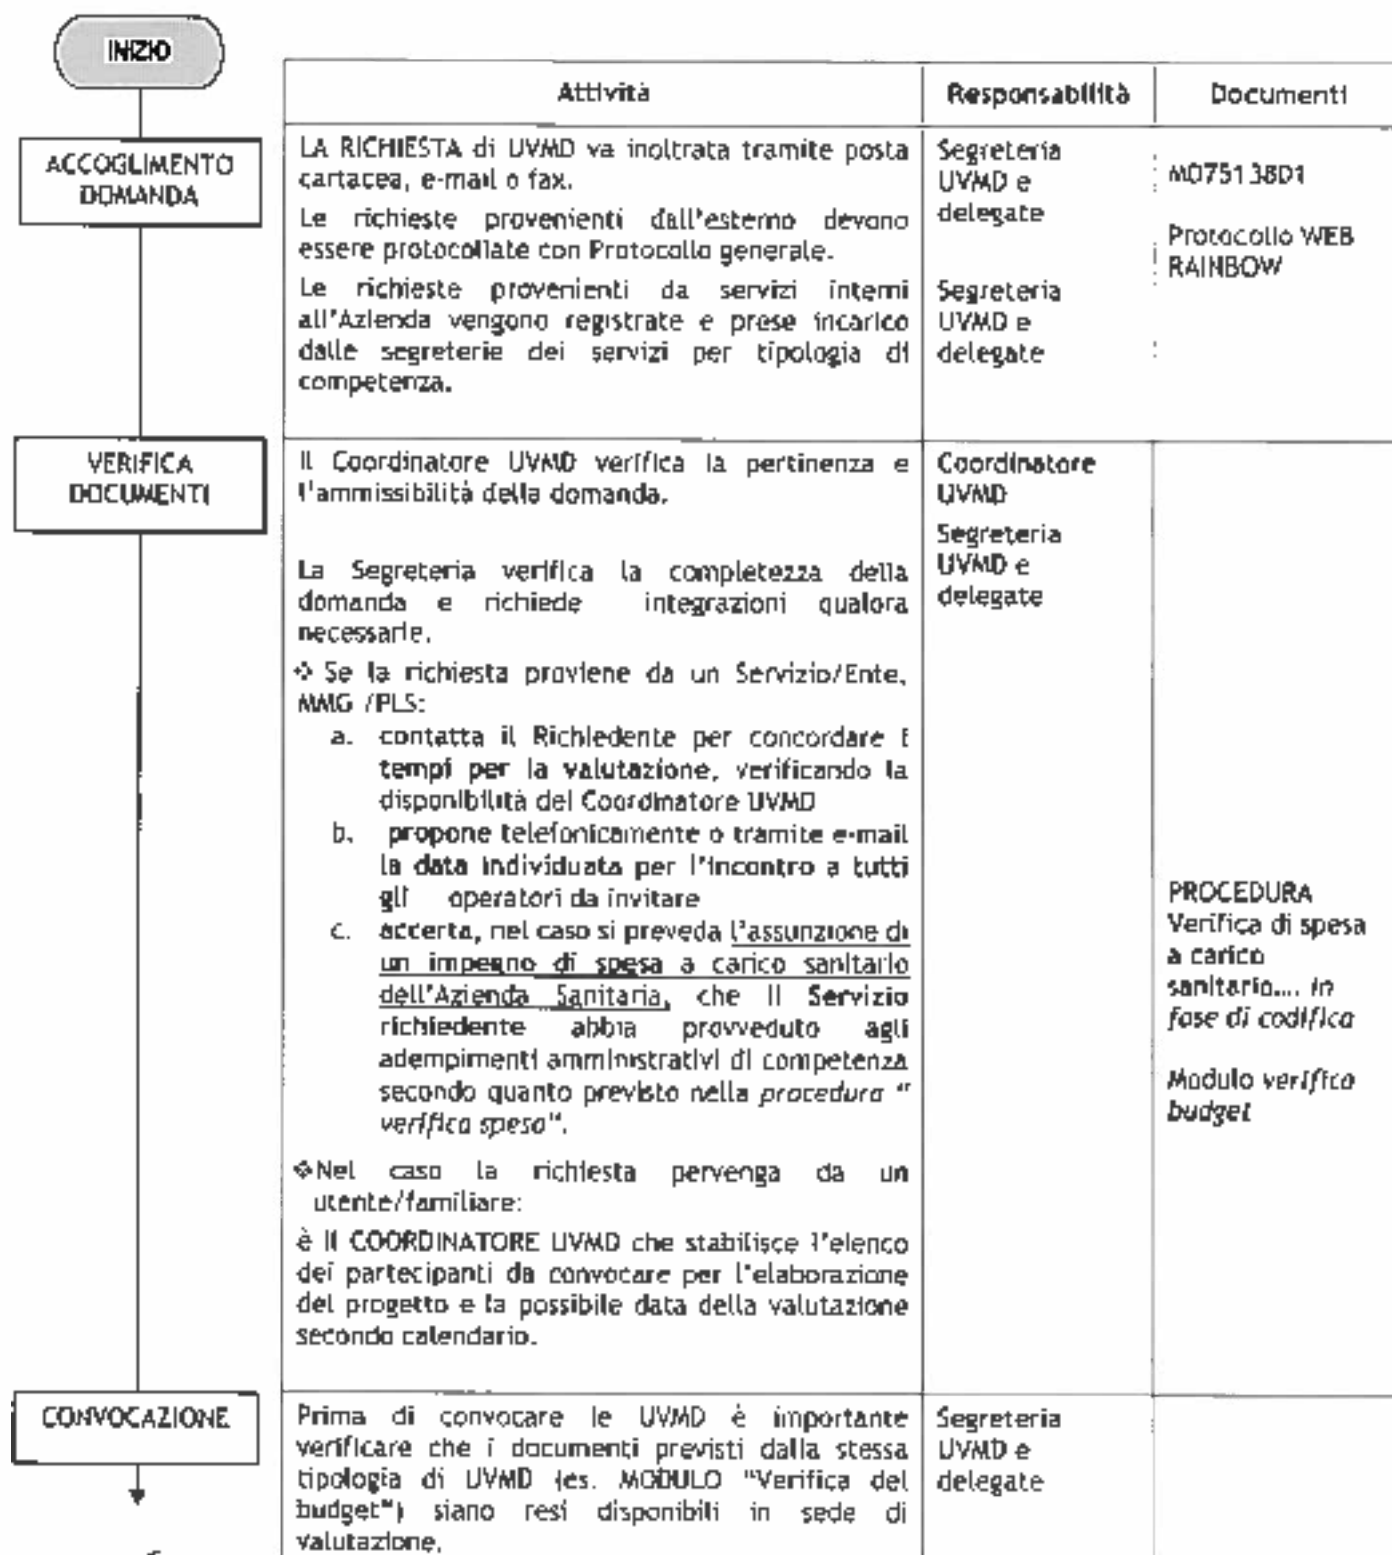 INIZIO
Attività
Responsabilità
Documenti
ACCOGLIMENTO
DOMANDA
LA RICHIESTA di UVMD va inoltrata tramite posta
cartacea, e-mail o fax.
Le richieste provenienti dall'esterno devono
essere protocollate con Protocollo generale.
Le richieste provenienti da servizi interni
all'Azienda vengono registrate e prese incarico
dalle segreterie dei servizi per tipologia di
competenza.
Segreteria
UVMD e
delegate
Segreteria
UVMD e
delegate
MO75138D1
Protocollo WEB
RAINBOW
VERIFICA
DOCUMENTI
Il Coordinatore UVMD verifica la pertinenza e
l'ammissibilità della domanda.
La Segreteria verifica la completezza della
domanda e richiede integrazioni qualora
necessarie.
❖ Se la richiesta proviene da un Servizio/Ente,
MMG /PLS:
a. contatta il Richiedente per concordare i
tempi per la valutazione, verificando la
disponibilità del Coordinatore UVMD
b. propone telefonicamente o tramite e-mail
la data individuata per l'incontro a tutti
gli operatori da invitare
c. accerta, nel caso si preveda l'assunzione di
un impegno di spesa a carico sanitario
dell'Azienda Sanitaria, che il Servizio
richiedente abbia provveduto agli
adempimenti amministrativi di competenza
secondo quanto previsto nella procedura "
verifica spesa".
❖Nel caso la richiesta pervenga da un
utente/familiare:
è il COORDINATORE UVMD che stabilisce l'elenco
dei partecipanti da convocare per l'elaborazione
del progetto e la possibile data della valutazione
secondo calendario.
Coordinatore
UVMD
Segreteria
UVMD e
delegate
PROCEDURA
Verifica di spesa
a carico
sanitario.... in
fase di codifica
Modulo verifica
budget
CONVOCAZIONE
Prima di convocare le UVMD è importante
verificare che i documenti previsti dalla stessa
tipologia di UVMD (es. MODULO "Verifica del
budget") siano resi disponibili in sede di
valutazione.
Segreteria
UVMD e
delegate